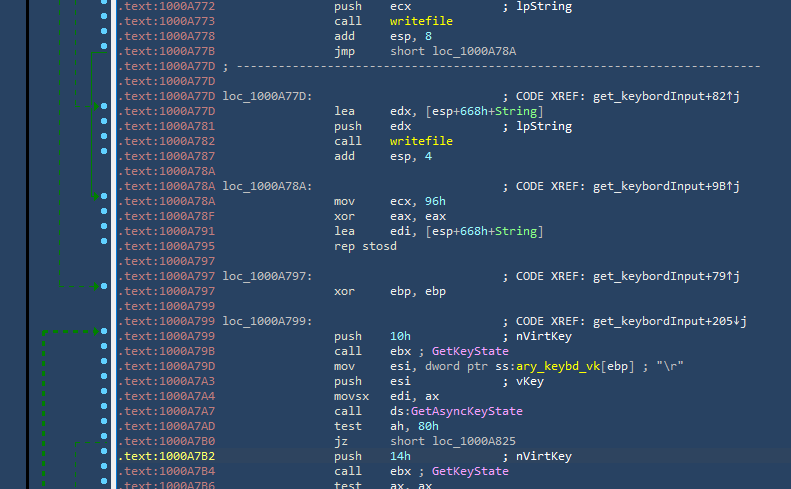 .text:1000A772 push ecx ; lpString
.text:1000A773 call writefile
.text:1000A778 add esp, 8
.text:1000A77B jmp short loc_1000A78A
.text:1000A77D ; ---------------------------------------------------------------------------
.text:1000A77D
.text:1000A77D loc_1000A77D: ; CODE XREF: get_keybordInput+82↑j
.text:1000A77D lea edx, [esp+668h+String]
.text:1000A781 push edx ; lpString
.text:1000A782 call writefile
.text:1000A787 add esp, 4
.text:1000A78A
.text:1000A78A loc_1000A78A: ; CODE XREF: get_keybordInput+9B↑j
.text:1000A78A mov ecx, 96h
.text:1000A78F xor eax, eax
.text:1000A791 lea edi, [esp+668h+String]
.text:1000A795 rep stosd
.text:1000A797
.text:1000A797 loc_1000A797: ; CODE XREF: get_keybordInput+79↑j
.text:1000A797 xor ebp, ebp
.text:1000A799
.text:1000A799 loc_1000A799: ; CODE XREF: get_keybordInput+205↓j
.text:1000A799 push 10h ; nVirtKey
.text:1000A79B call ebx ; GetKeyState
.text:1000A79D mov esi, dword ptr ss:ary_keybd_vk[ebp] ; "\r"
.text:1000A7A3 push esi ; vKey
.text:1000A7A4 movsx edi, ax
.text:1000A7A7 call ds:GetAsyncKeyState
.text:1000A7AD test ah, 80h
.text:1000A7B0 jz short loc_1000A825
.text:1000A7B2 push 14h ; nVirtKey
.text:1000A7B4 call ebx ; GetKeyState
.text:1000A7B6 test ax, ax